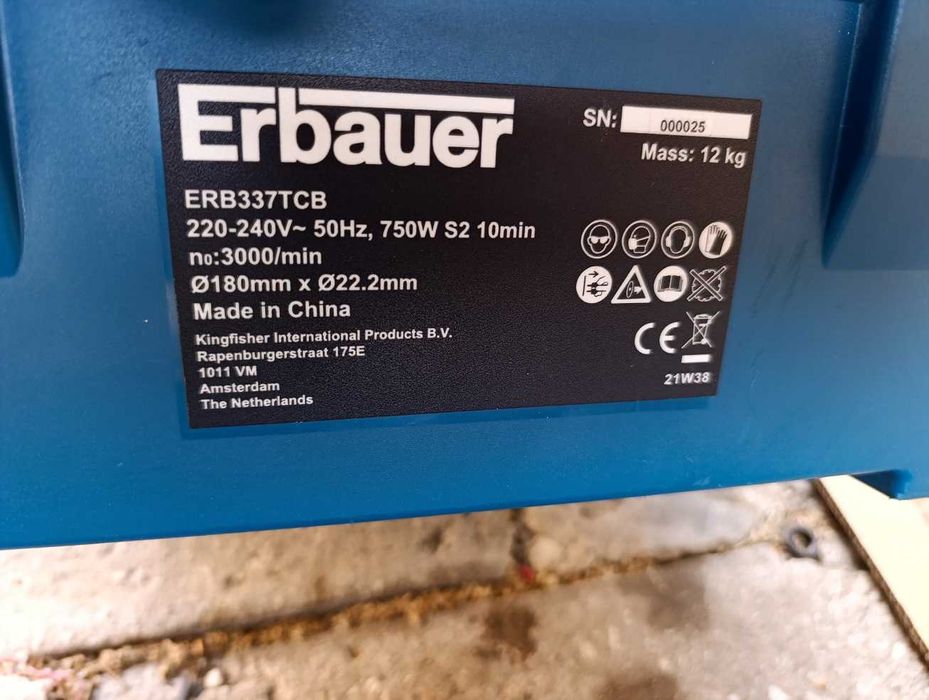 Erbauer
SN: 000025
Mass: 12 kg
ERB337TCB
220-240V~ 50Hz, 750W S2 10min
n₀:3000/min
Ø180mm x Ø22.2mm
Made in China
Kingfisher International Products B.V.
Rapenburgerstraat 175E
1011 VM
Amsterdam
The Netherlands
CE
21W38